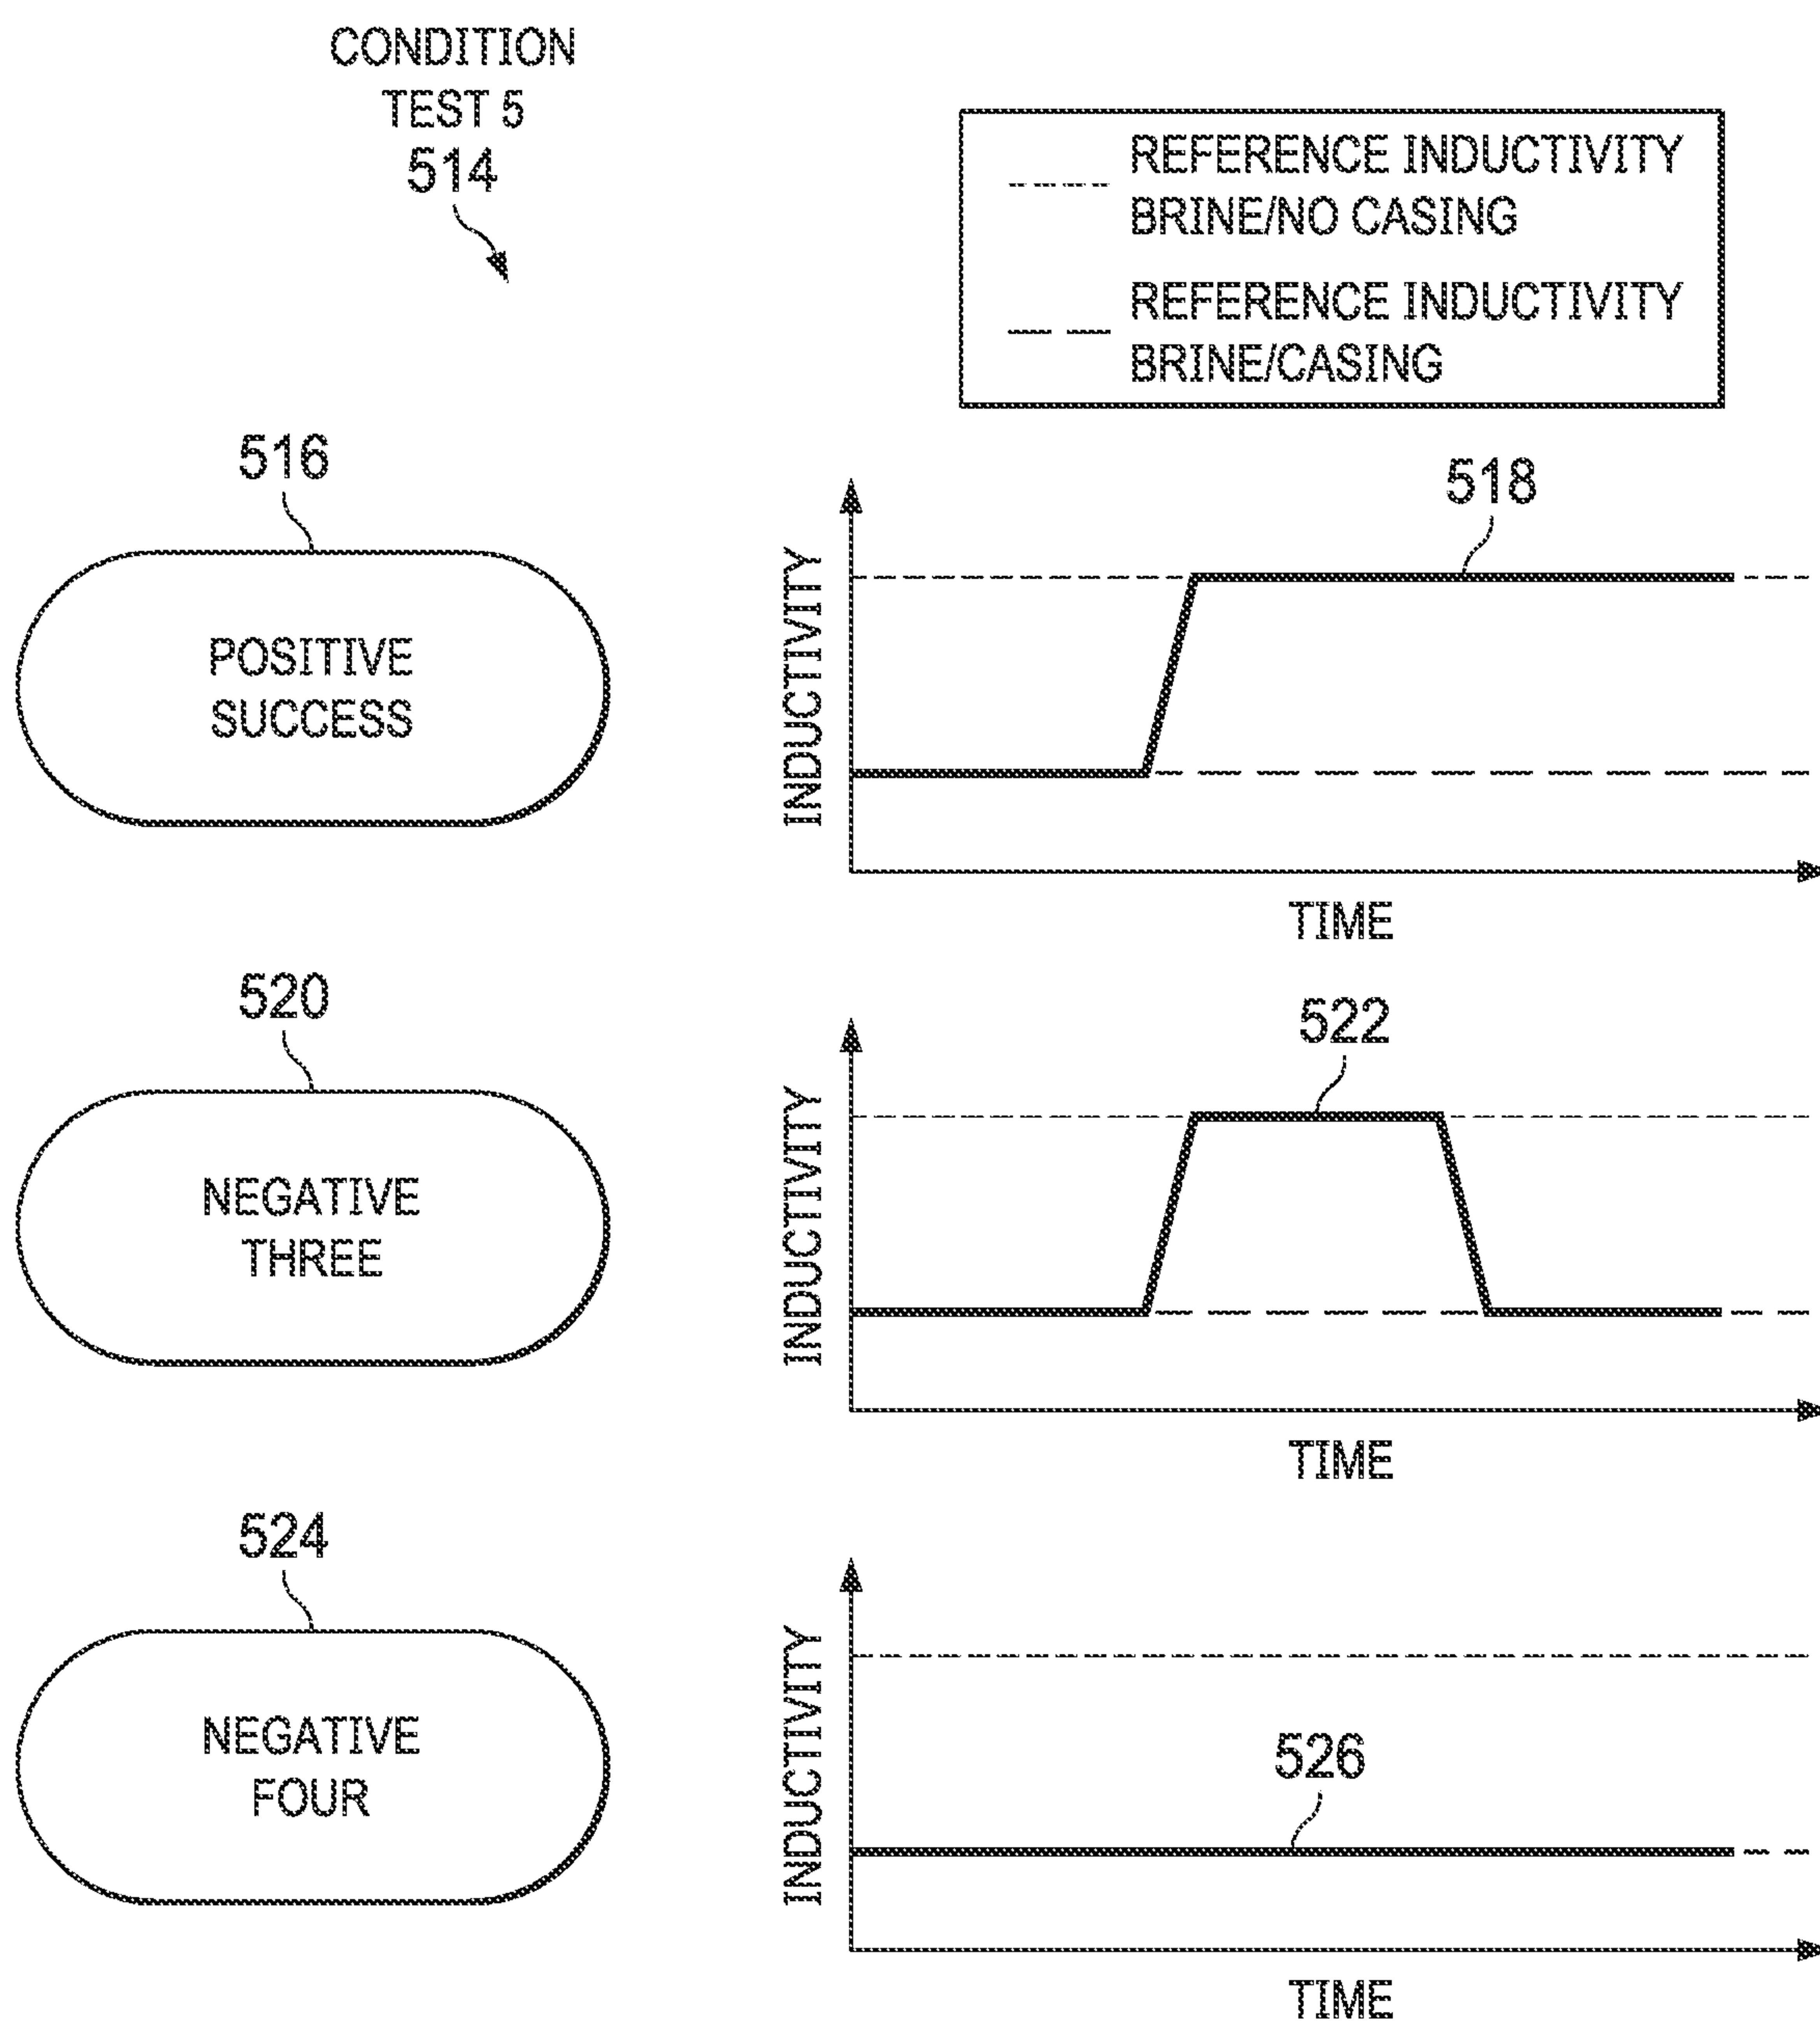 CONDITION
TEST 5
514
REFERENCE INDUCTIVITY
BRINE/NO CASING
REFERENCE INDUCTIVITY
BRINE/CASING
516
POSITIVE
SUCCESS
518
INDUCTIVITY
TIME
520
NEGATIVE
THREE
522
INDUCTIVITY
TIME
524
NEGATIVE
FOUR
526
INDUCTIVITY
TIME